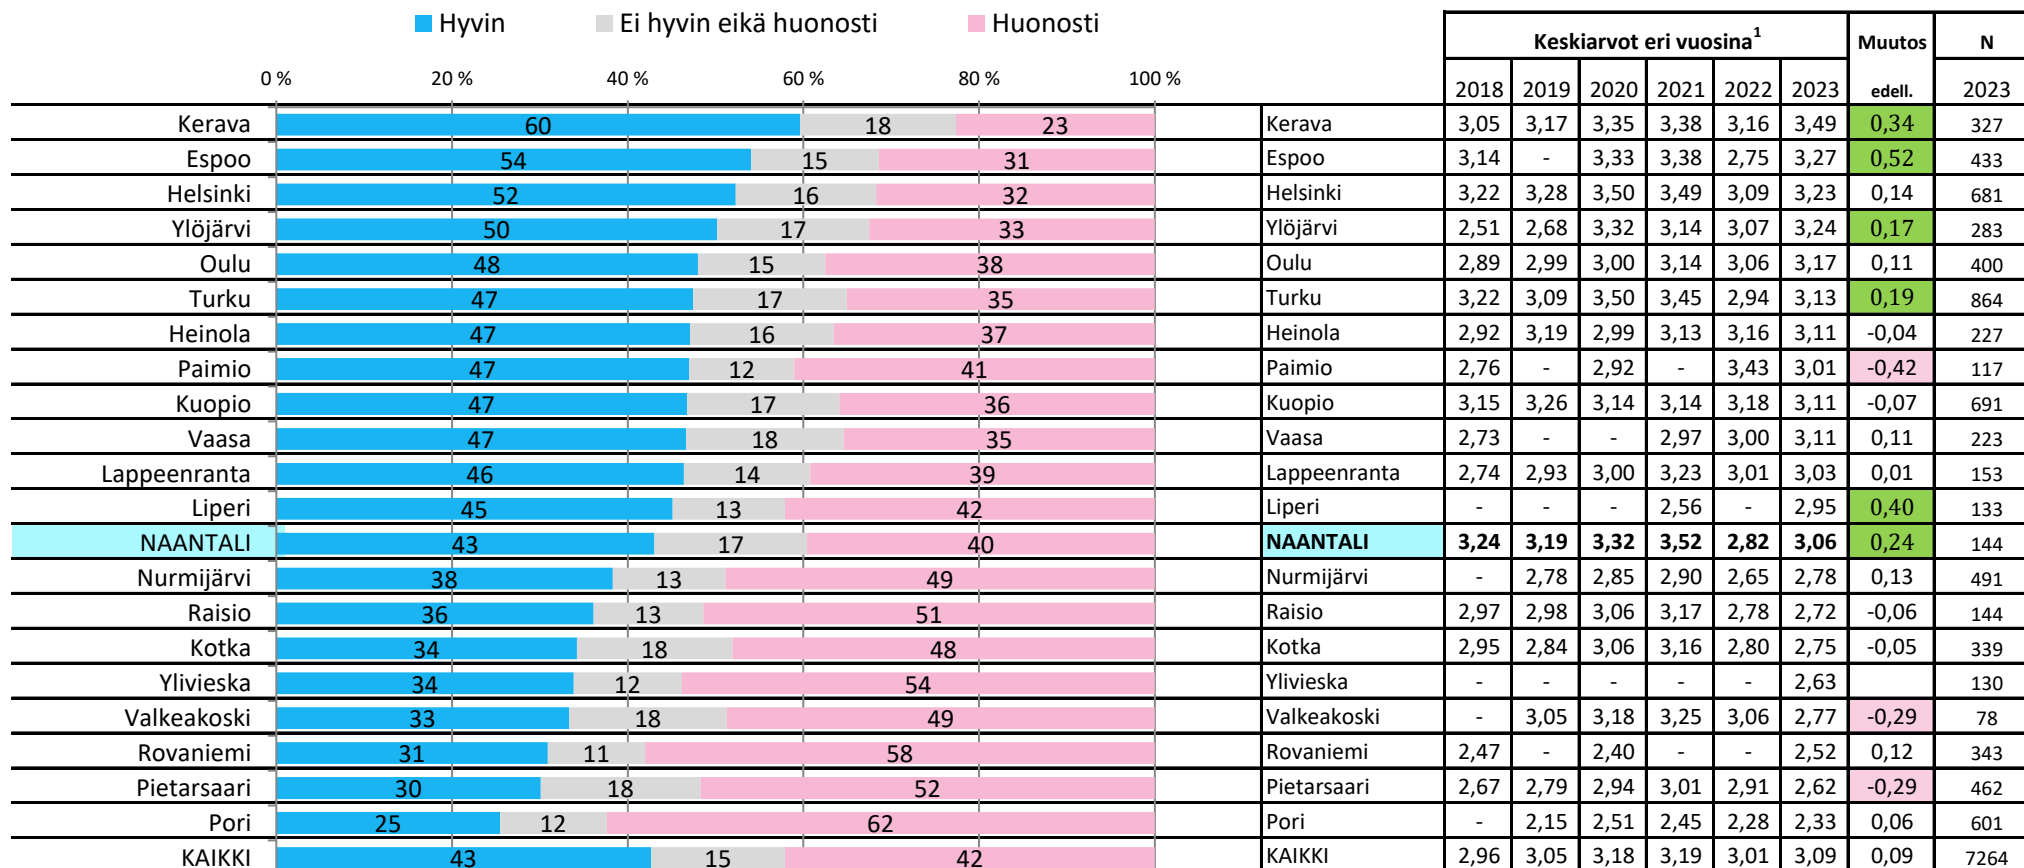 Hyvin Ei hyvin eikä huonosti Huonosti
Keskiarvot eri vuosina1 Muutos N
0 % 20 % 40 % 60 % 80 % 100 % 2018 2019 2020 2021 2022 2023 edell. 2023
Kerava 60 18 23 Kerava 3,05 3,17 3,35 3,38 3,16 3,49 0,34 327
Espoo 54 15 31 Espoo 3,14 - 3,33 3,38 2,75 3,27 0,52 433
Helsinki 52 16 32 Helsinki 3,22 3,28 3,50 3,49 3,09 3,23 0,14 681
Ylöjärvi 50 17 33 Ylöjärvi 2,51 2,68 3,32 3,14 3,07 3,24 0,17 283
Oulu 48 15 38 Oulu 2,89 2,99 3,00 3,14 3,06 3,17 0,11 400
Turku 47 17 35 Turku 3,22 3,09 3,50 3,45 2,94 3,13 0,19 864
Heinola 47 16 37 Heinola 2,92 3,19 2,99 3,13 3,16 3,11 -0,04 227
Paimio 47 12 41 Paimio 2,76 - 2,92 - 3,43 3,01 -0,42 117
Kuopio 47 17 36 Kuopio 3,15 3,26 3,14 3,14 3,18 3,11 -0,07 691
Vaasa 47 18 35 Vaasa 2,73 - - 2,97 3,00 3,11 0,11 223
Lappeenranta 46 14 39 Lappeenranta 2,74 2,93 3,00 3,23 3,01 3,03 0,01 153
Liperi 45 13 42 Liperi - - - 2,56 - 2,95 0,40 133
NAANTALI 43 17 40 NAANTALI 3,24 3,19 3,32 3,52 2,82 3,06 0,24 144
Nurmijärvi 38 13 49 Nurmijärvi - 2,78 2,85 2,90 2,65 2,78 0,13 491
Raisio 36 13 51 Raisio 2,97 2,98 3,06 3,17 2,78 2,72 -0,06 144
Kotka 34 18 48 Kotka 2,95 2,84 3,06 3,16 2,80 2,75 -0,05 339
Ylivieska 34 12 54 Ylivieska - - - - - 2,63 130
Valkeakoski 33 18 49 Valkeakoski - 3,05 3,18 3,25 3,06 2,77 -0,29 78
Rovaniemi 31 11 58 Rovaniemi 2,47 - 2,40 - - 2,52 0,12 343
Pietarsaari 30 18 52 Pietarsaari 2,67 2,79 2,94 3,01 2,91 2,62 -0,29 462
Pori 25 12 62 Pori - 2,15 2,51 2,45 2,28 2,33 0,06 601
KAIKKI 43 15 42 KAIKKI 2,96 3,05 3,18 3,19 3,01 3,09 0,09 7264